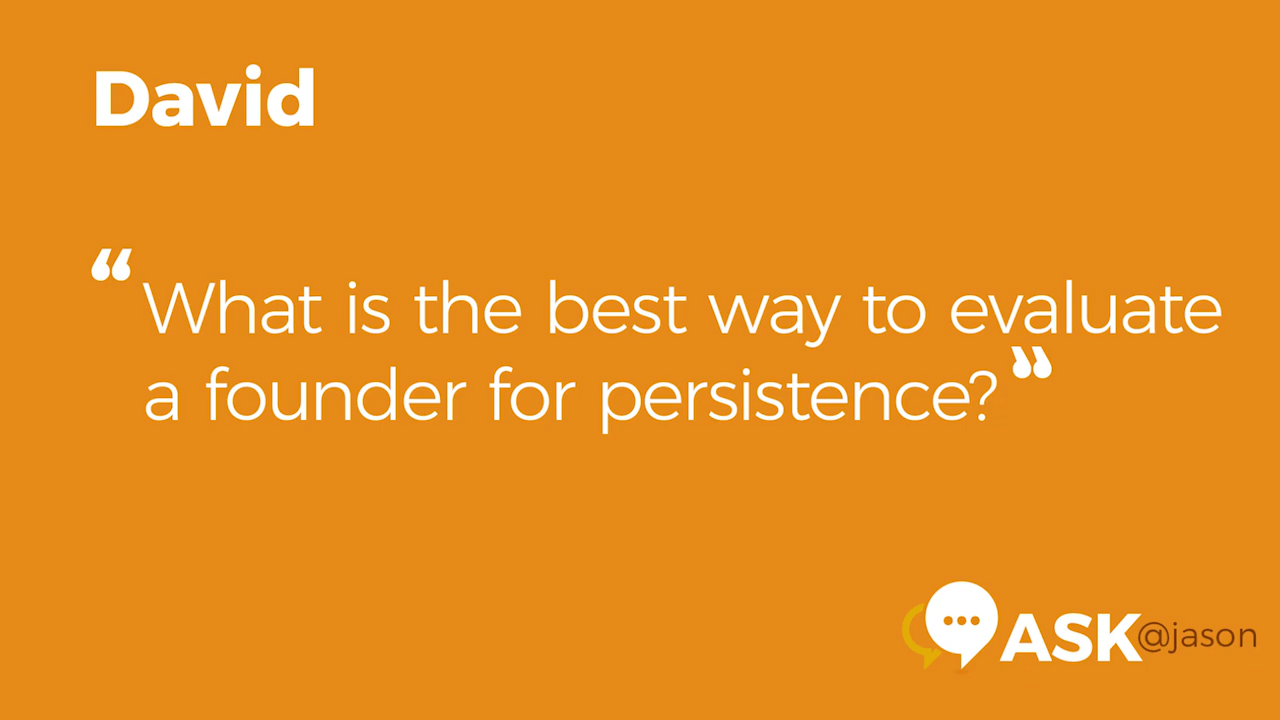 David
“What is the best way to evaluate
a founder for persistence?”
ASK@jason